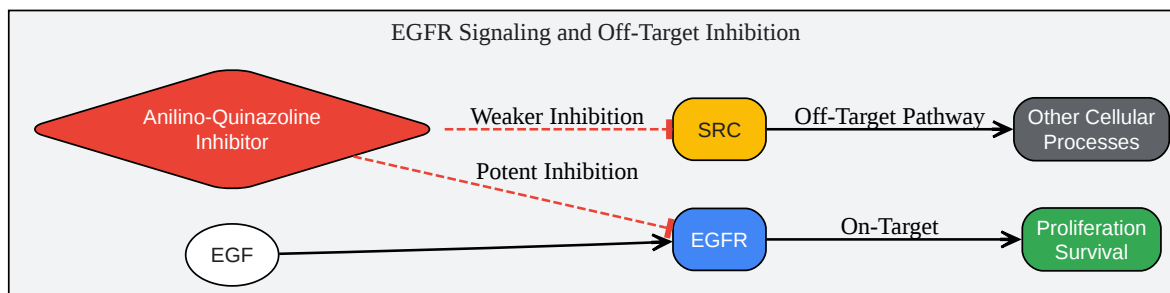 EGFR Signaling and Off-Target Inhibition
Anilino-Quinazoline
Inhibitor
Weaker Inhibition
SRC
Off-Target Pathway
Other Cellular
Processes
Potent Inhibition
EGF
EGFR
On-Target
Proliferation
Survival